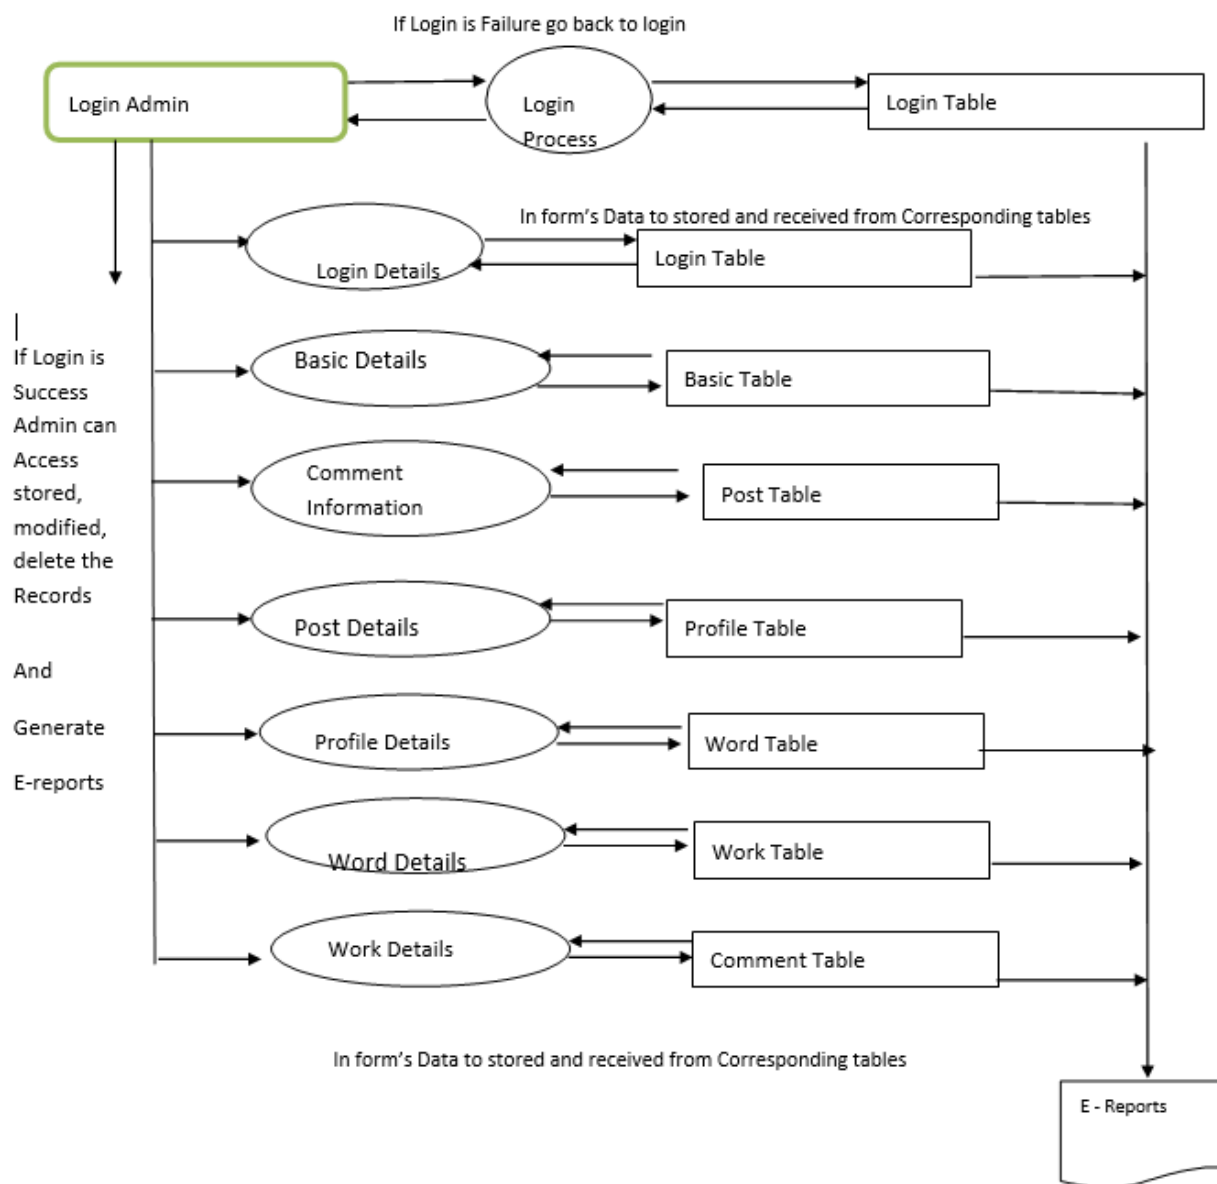 If Login is Failure go back to login
Login Admin
Login
Process
Login Table
In form's Data to stored and received from Corresponding tables
Login Details
Login Table
If Login is
Success
Admin can
Access
stored,
modified,
delete the
Records
And
Generate
E-reports
Basic Details
Basic Table
Comment
Information
Post Table
Post Details
Profile Table
Profile Details
Word Table
Word Details
Work Table
Work Details
Comment Table
In form's Data to stored and received from Corresponding tables
E - Reports